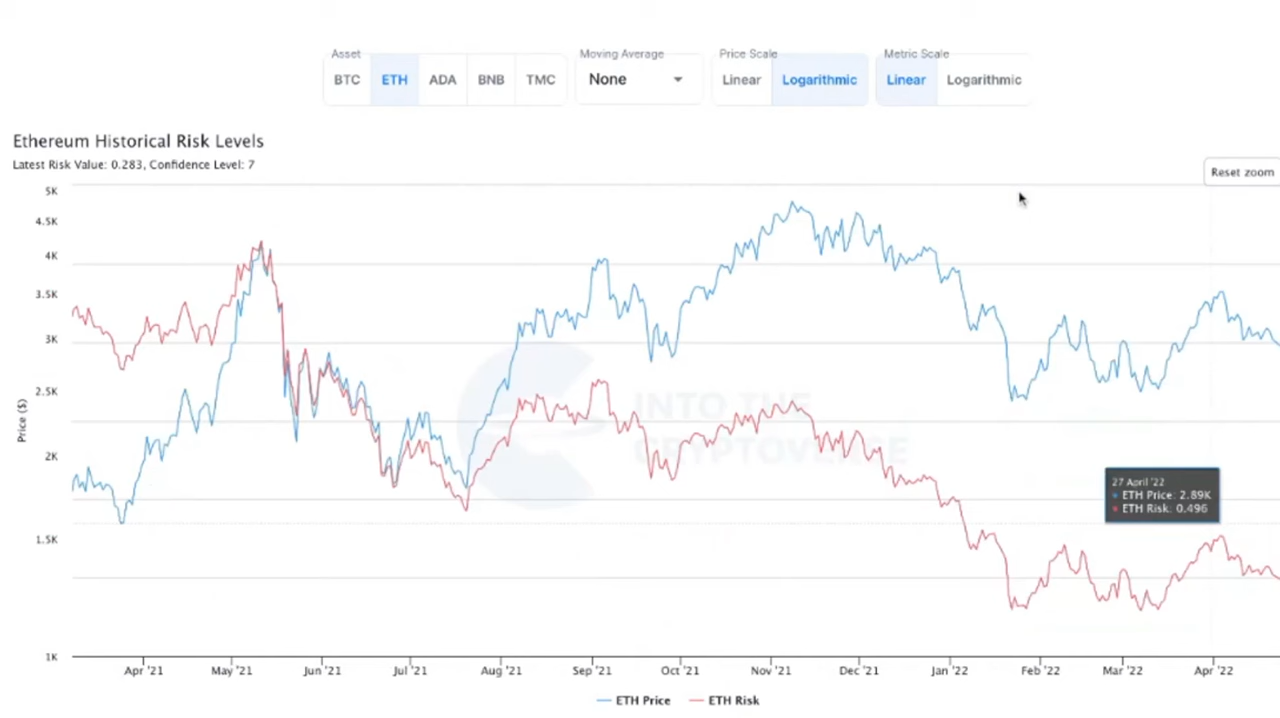 Asset
Moving Average
Price Scale
Metric Scale
BTC ETH ADA BNB TMC
None
Linear Logarithmic
Linear Logarithmic
Ethereum Historical Risk Levels
Latest Risk Value: 0.283, Confidence Level: 7
Reset zoom
5K
4.5K
4K
3.5K
3K
2.5K
2K
1.5K
1K
Price ($)
INTO THE
CRYPTOVERSE
27 April '22
ETH Price: 2.89K
ETH Risk: 0.496
Apr '21 May '21 Jun '21 Jul '21 Aug '21 Sep '21 Oct '21 Nov '21 Dec '21 Jan '22 Feb '22 Mar '22 Apr '22
ETH Price ETH Risk